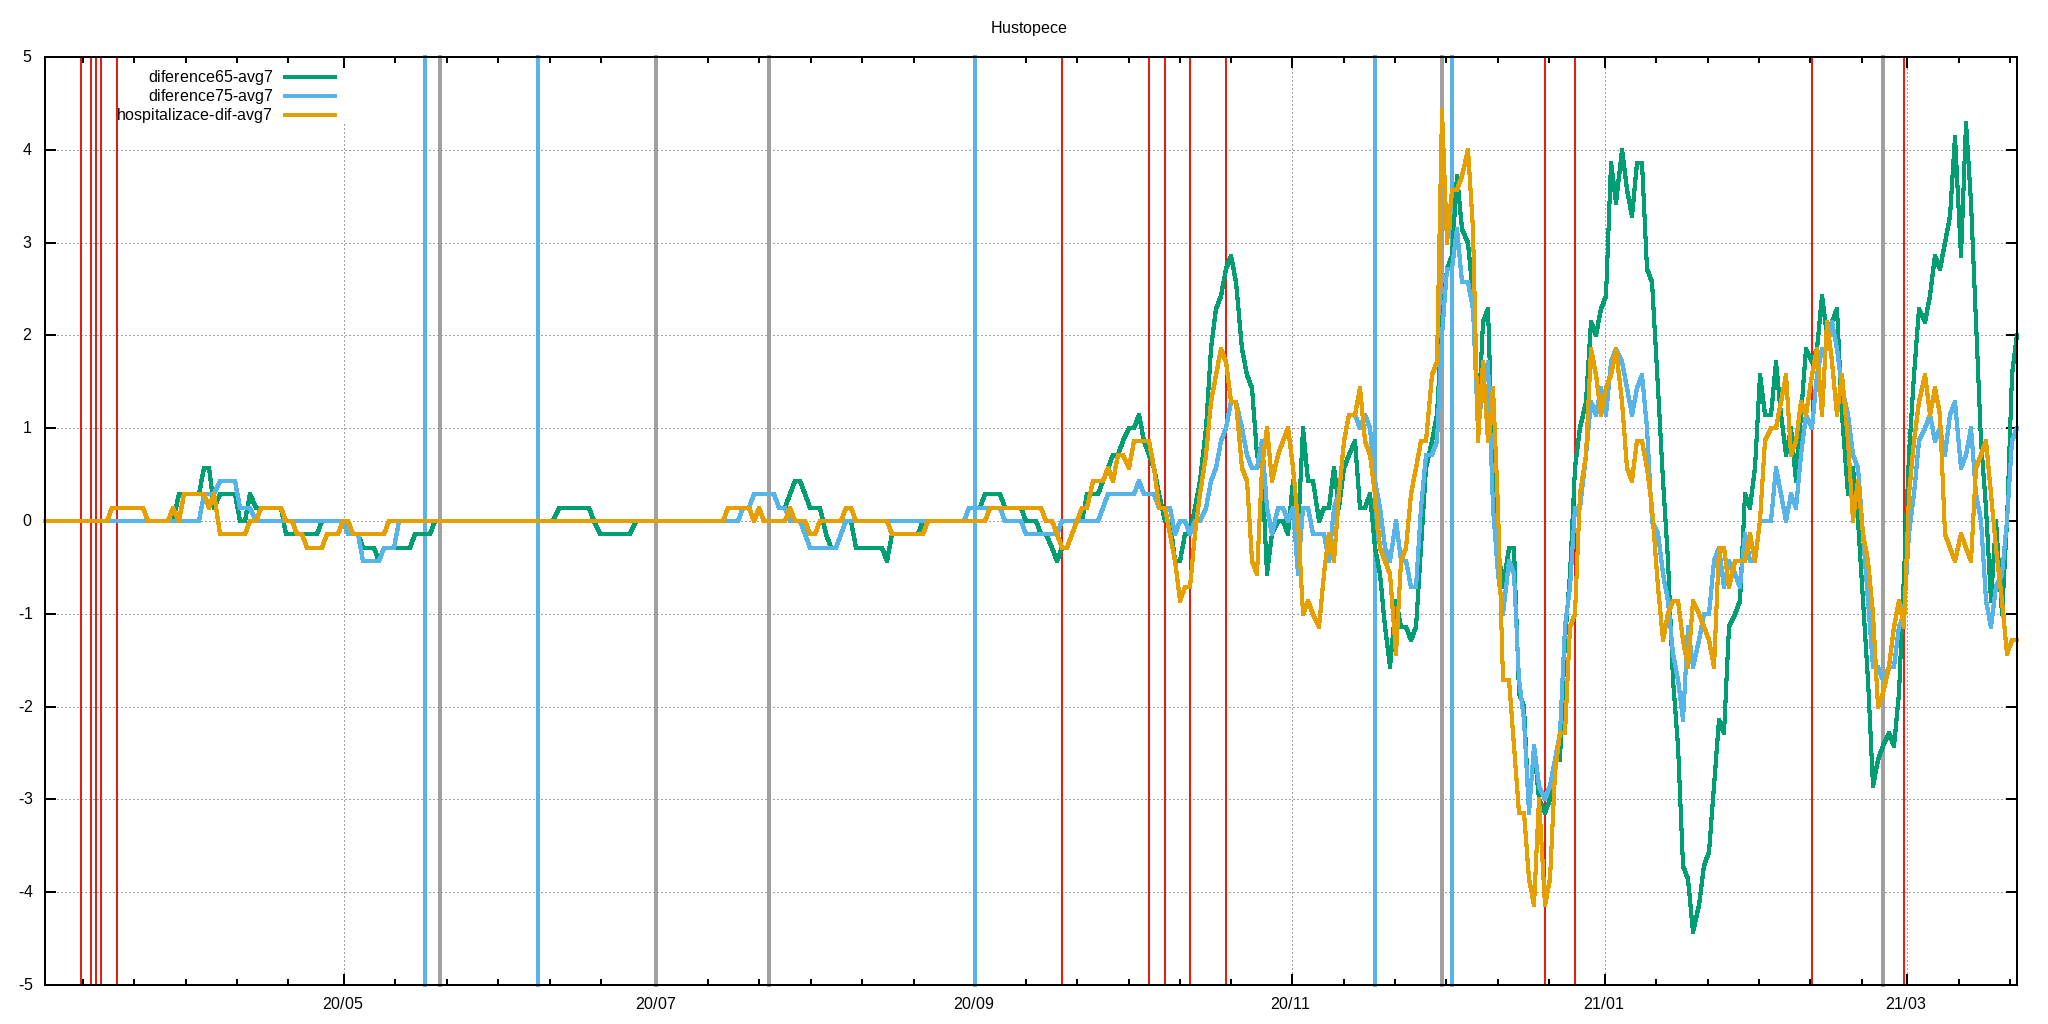 Hustopece
diference65-avg7
diference75-avg7
hospitalizace-dif-avg7
5
4
3
2
1
0
-1
-2
-3
-4
-5
20/05 20/07 20/09 20/11 21/01 21/03